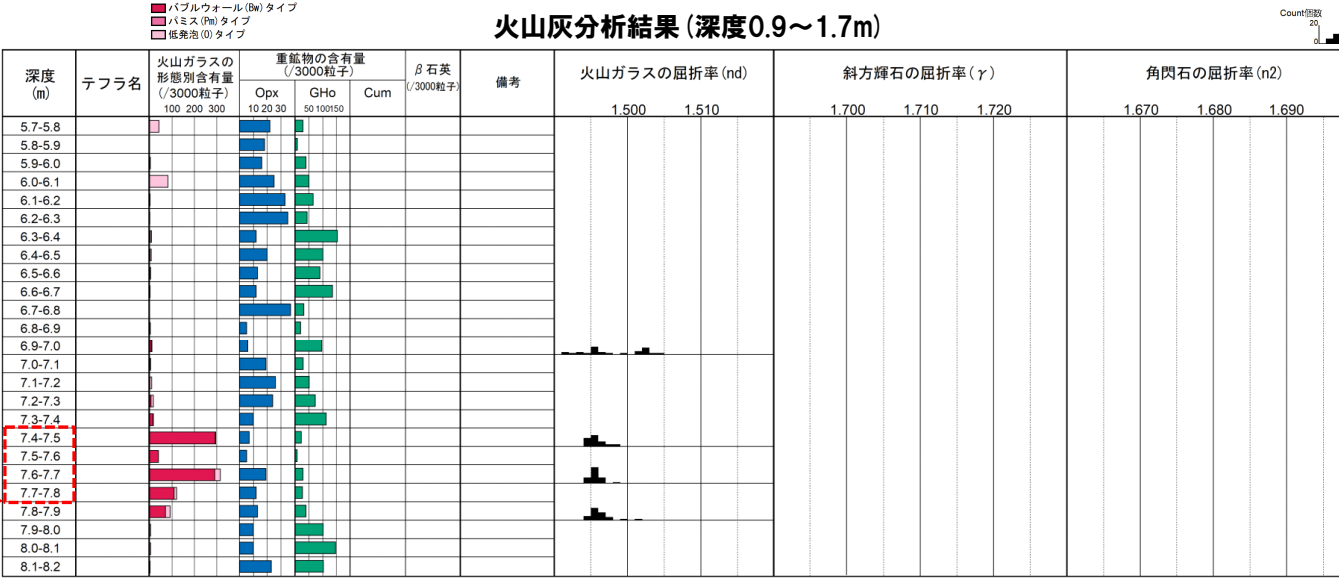 バブルウォール(Bw)タイプ
パミス(Pm)タイプ
低発泡(O)タイプ
火山灰分析結果(深度0.9～1.7m)
Count個数
20
0
深度
(m)
テフラ名
火山ガラスの
形態別含有量
(/3000粒子)
100 200 300
重鉱物の含有量
(/3000粒子)
Opx
10 20 30
GHo
50 100 150
Cum
β石英
(/3000粒子)
備考
火山ガラスの屈折率(nd)
1.500 1.510
斜方輝石の屈折率(γ)
1.700 1.710 1.720
角閃石の屈折率(n2)
1.670 1.680 1.690
5.7-5.8
5.8-5.9
5.9-6.0
6.0-6.1
6.1-6.2
6.2-6.3
6.3-6.4
6.4-6.5
6.5-6.6
6.6-6.7
6.7-6.8
6.8-6.9
6.9-7.0
7.0-7.1
7.1-7.2
7.2-7.3
7.3-7.4
7.4-7.5
7.5-7.6
7.6-7.7
7.7-7.8
7.8-7.9
7.9-8.0
8.0-8.1
8.1-8.2